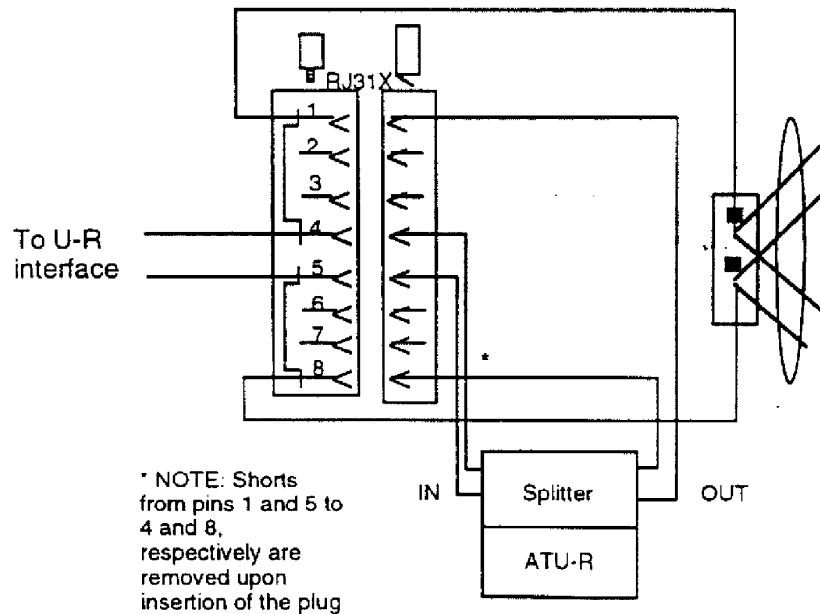 RJ31X
1
2
3
4
5
6
7
8
To U-R
interface
*
* NOTE: Shorts
from pins 1 and 5 to
4 and 8,
respectively are
removed upon
insertion of the plug
IN
Splitter
OUT
ATU-R